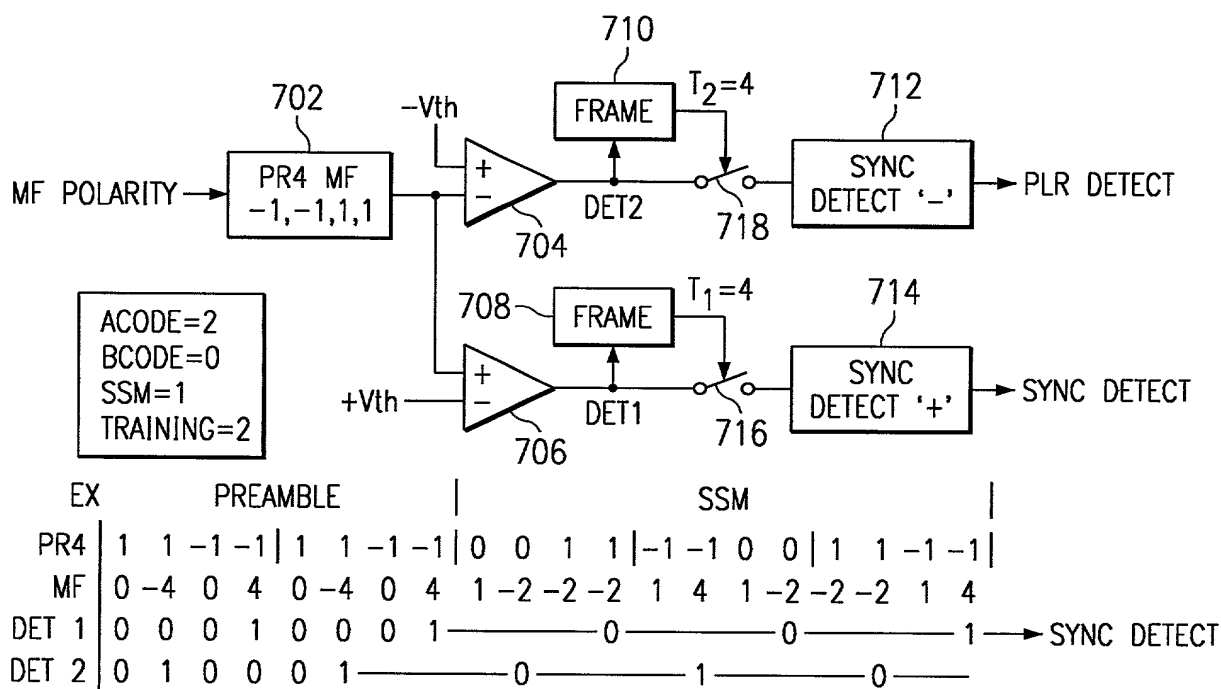 710
702
712
-Vth
FRAME
T2=4
MF POLARITY
PR4 MF
-1,-1,1,1
+
-
DET2
SYNC
DETECT '-'
PLR DETECT
704
718
708
T1=4
714
ACODE=2
BCODE=0
SSM=1
TRAINING=2
FRAME
+
-
+Vth
DET1
SYNC
DETECT '+'
SYNC DETECT
706
716
EX PREAMBLE | SSM |
PR4 1 1 -1 -1 | 1 1 -1 -1 | 0 0 1 1 | -1 -1 0 0 | 1 1 -1 -1
MF 0 -4 0 4 0 -4 0 4 1 -2 -2 -2 1 4 1 -2 -2 -2 1 4
DET 1 0 0 0 1 0 0 0 1 0 0 1 SYNC DETECT
DET 2 0 1 0 0 0 1 0 1 0